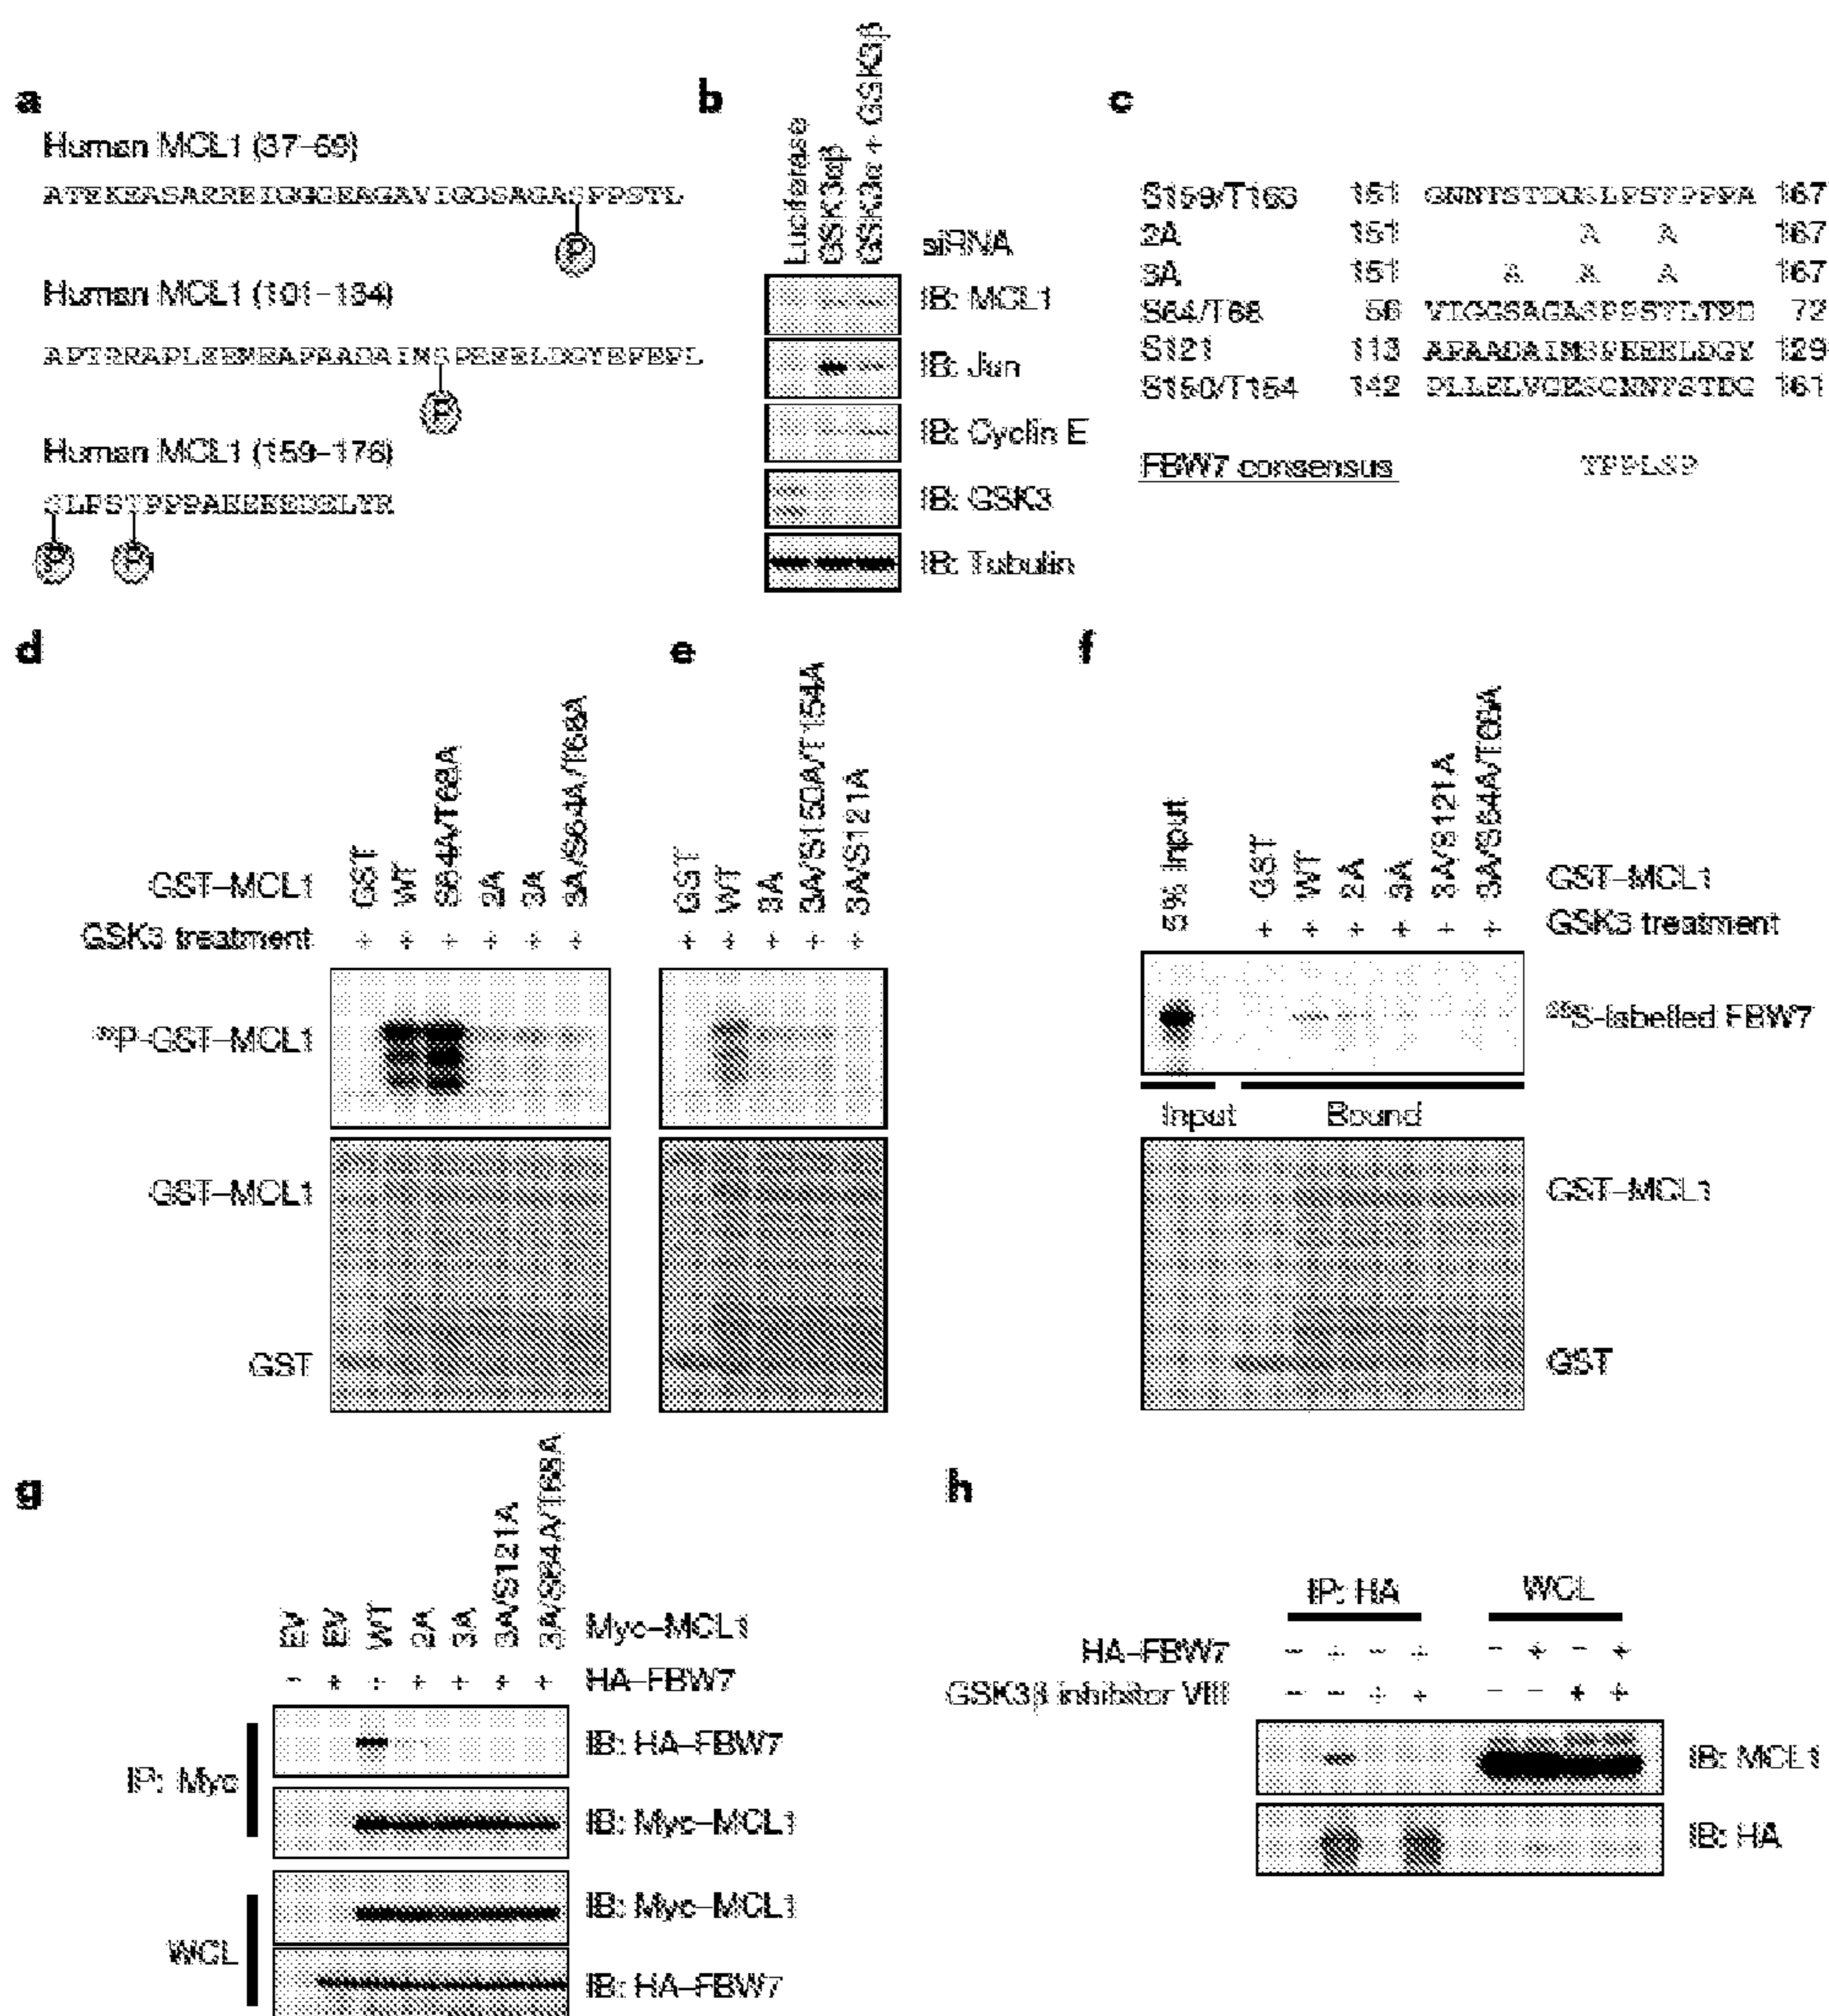 a
Human MCL1 (37–69)
P
Human MCL1 (101–134)
P
Human MCL1 (159–176)
SLPSTPPPAEEEEDELYR
P P
b
Luciferase
GSK3αβ
GSK3α + GSK3β
siRNA
IB: MCL1
IB: Jun
IB: Cyclin E
IB: GSK3
IB: Tubulin
c
S159/T163 151 GNNTSTDGSLPSTPPPA 167
2A 151 A A 167
3A 151 A A A 167
S64/T68 56 VIGGSAGASPPSTLTPD 72
S121 113 APAADAIMSPEEELDGY 129
S150/T154 142 PLLELVGESGNNTSTDG 161
FBW7 consensus TPPLSP
d
GST–MCL1
GST
WT
S64A/T68A
2A
3A
3A/S64A/T68A
GSK3 treatment + + + + + +
P-GST–MCL1
GST–MCL1
GST
e
GST
WT
3A
3A/S150A/T154A
3A/S121A
+ + + + +
f
5% Input
GST
WT
2A
3A
3A/S121A
3A/S64A/T68A
GST–MCL1
+ + + + + + GSK3 treatment
S-labelled FBW7
Input Bound
GST–MCL1
GST
g
EV
EV
WT
2A
3A
3A/S121A
3A/S64A/T68A
Myc–MCL1
– + + + + + + HA–FBW7
IP: Myc
IB: HA–FBW7
IB: Myc–MCL1
WCL
IB: Myc–MCL1
IB: HA–FBW7
h
IP: HA WCL
HA–FBW7 – + – + – + – +
GSK3β inhibitor VIII – – + + – – + +
IB: MCL1
IB: HA